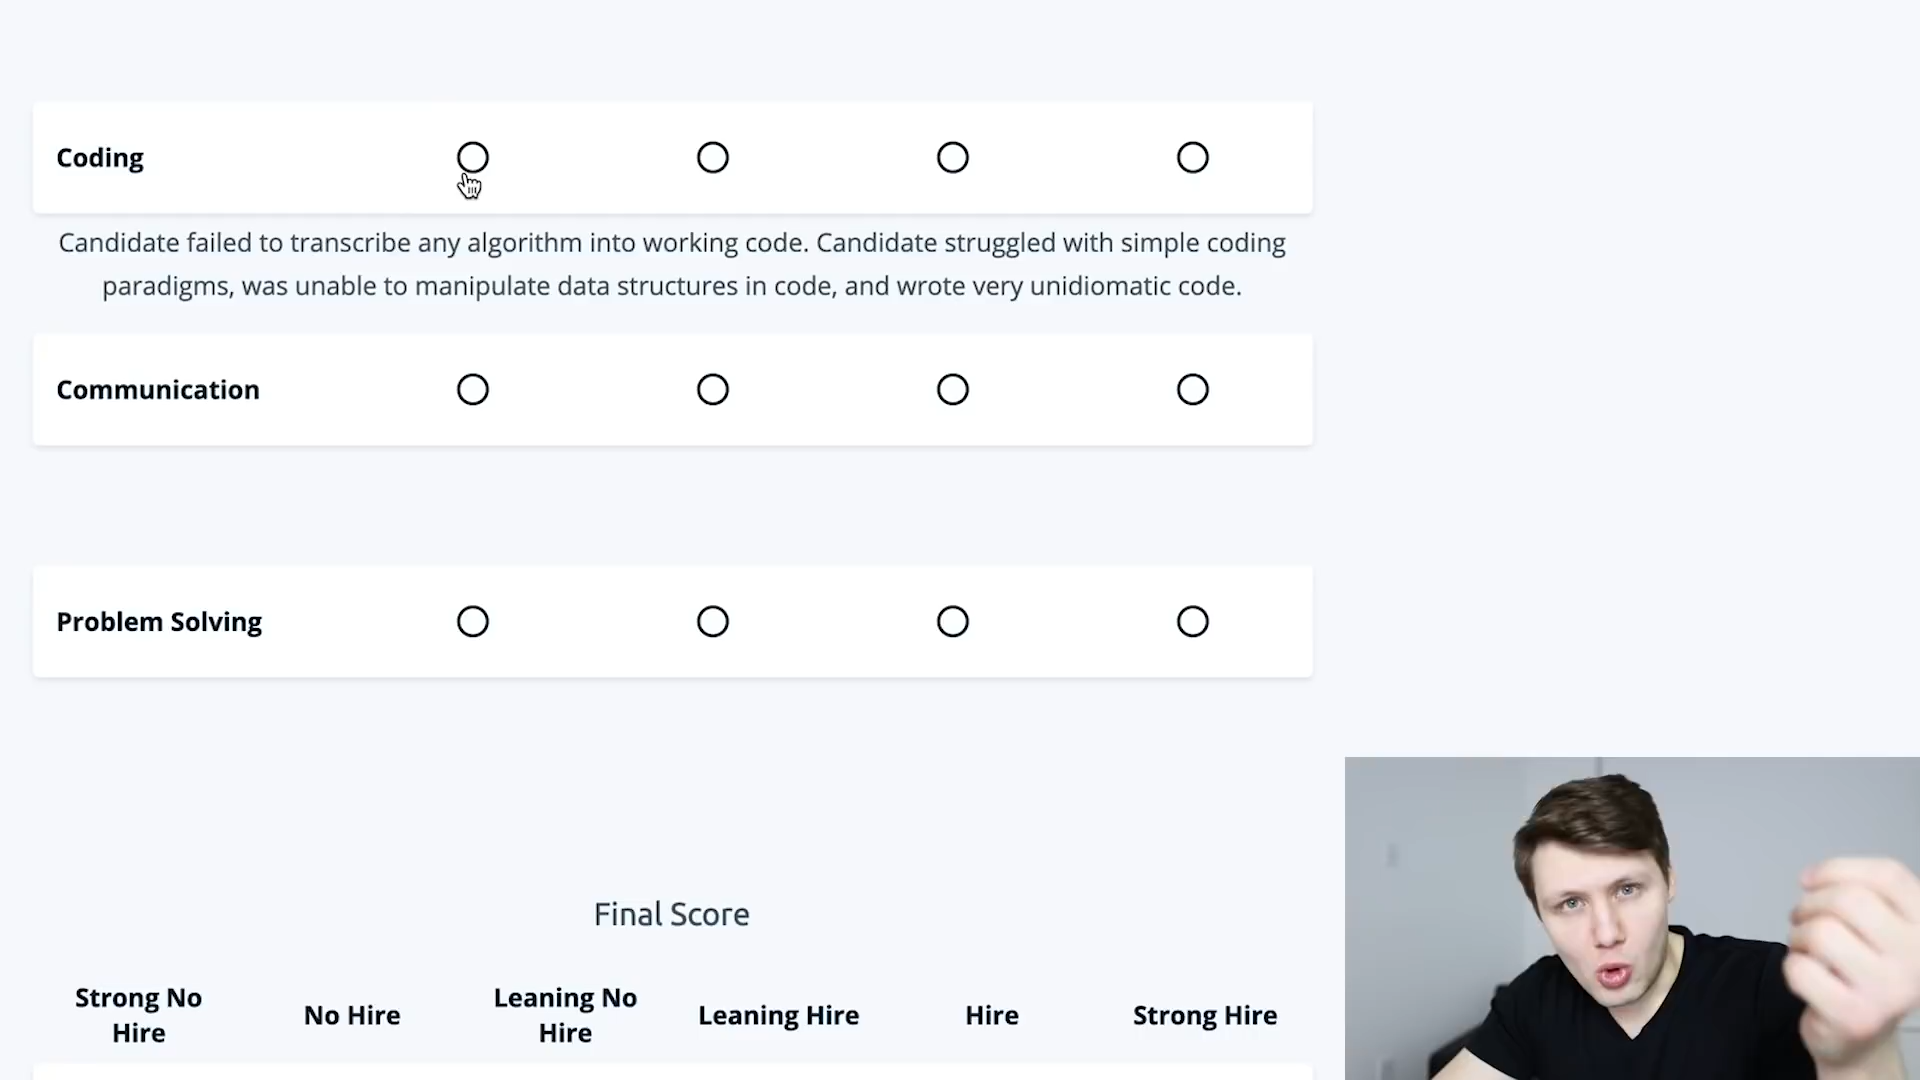 Coding
Candidate failed to transcribe any algorithm into working code. Candidate struggled with simple coding
paradigms, was unable to manipulate data structures in code, and wrote very unidiomatic code.
Communication
Problem Solving
Final Score
Strong No
Hire
No Hire
Leaning No
Hire
Leaning Hire
Hire
Strong Hire